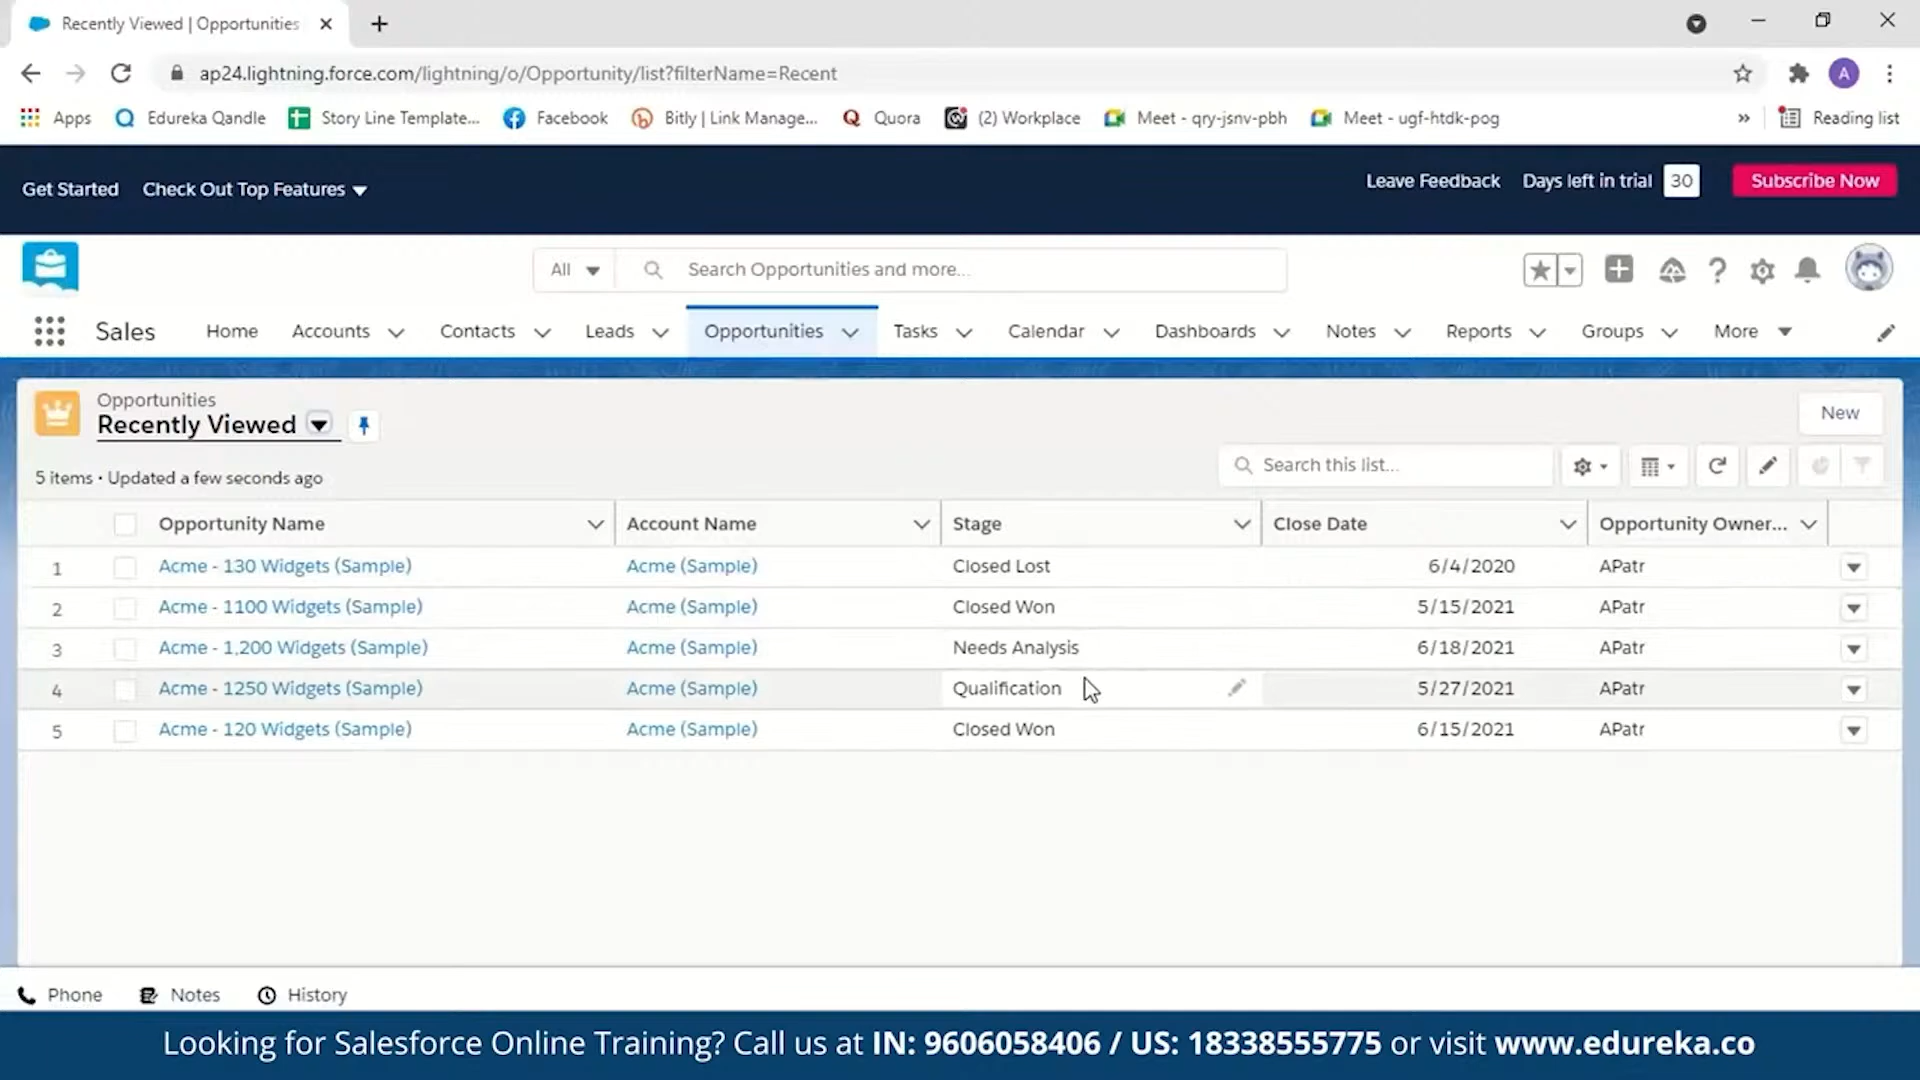 Recently Viewed | Opportunities
ap24.lightning.force.com/lightning/o/Opportunity/list?filterName=Recent
A
Apps Edureka Qandle Story Line Template... Facebook Bitly | Link Manage... Quora (2) Workplace Meet - qry-jsnv-pbh Meet - ugf-htdk-pog » Reading list
Get Started Check Out Top Features Leave Feedback Days left in trial 30 Subscribe Now
All Search Opportunities and more...
Sales Home Accounts Contacts Leads Opportunities Tasks Calendar Dashboards Notes Reports Groups More
Opportunities
Recently Viewed
New
Search this list...
5 items • Updated a few seconds ago
Opportunity Name Account Name Stage Close Date Opportunity Owner...
1 Acme - 130 Widgets (Sample) Acme (Sample) Closed Lost 6/4/2020 APatr
2 Acme - 1100 Widgets (Sample) Acme (Sample) Closed Won 5/15/2021 APatr
3 Acme - 1,200 Widgets (Sample) Acme (Sample) Needs Analysis 6/18/2021 APatr
4 Acme - 1250 Widgets (Sample) Acme (Sample) Qualification 5/27/2021 APatr
5 Acme - 120 Widgets (Sample) Acme (Sample) Closed Won 6/15/2021 APatr
Phone Notes History
Looking for Salesforce Online Training? Call us at IN: 9606058406 / US: 18338555775 or visit www.edureka.co